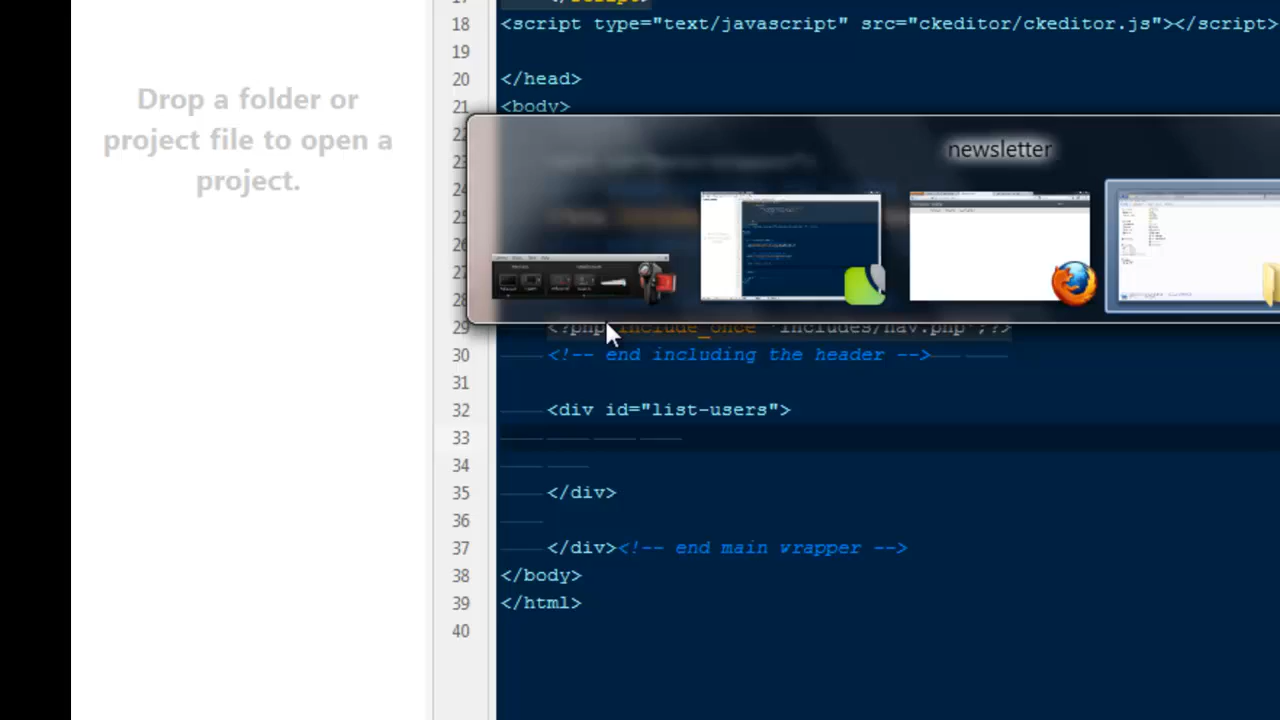 Drop a folder or
project file to open a
project.
18 <script type="text/javascript" src="ckeditor/ckeditor.js"></script>
19
20 </head>
21 <body>
newsletter
29 <?php include_once 'includes/nav.php';?>
30 <!-- end including the header -->
31
32 <div id="list-users">
33
34
35 </div>
36
37 </div><!-- end main wrapper -->
38 </body>
39 </html>
40